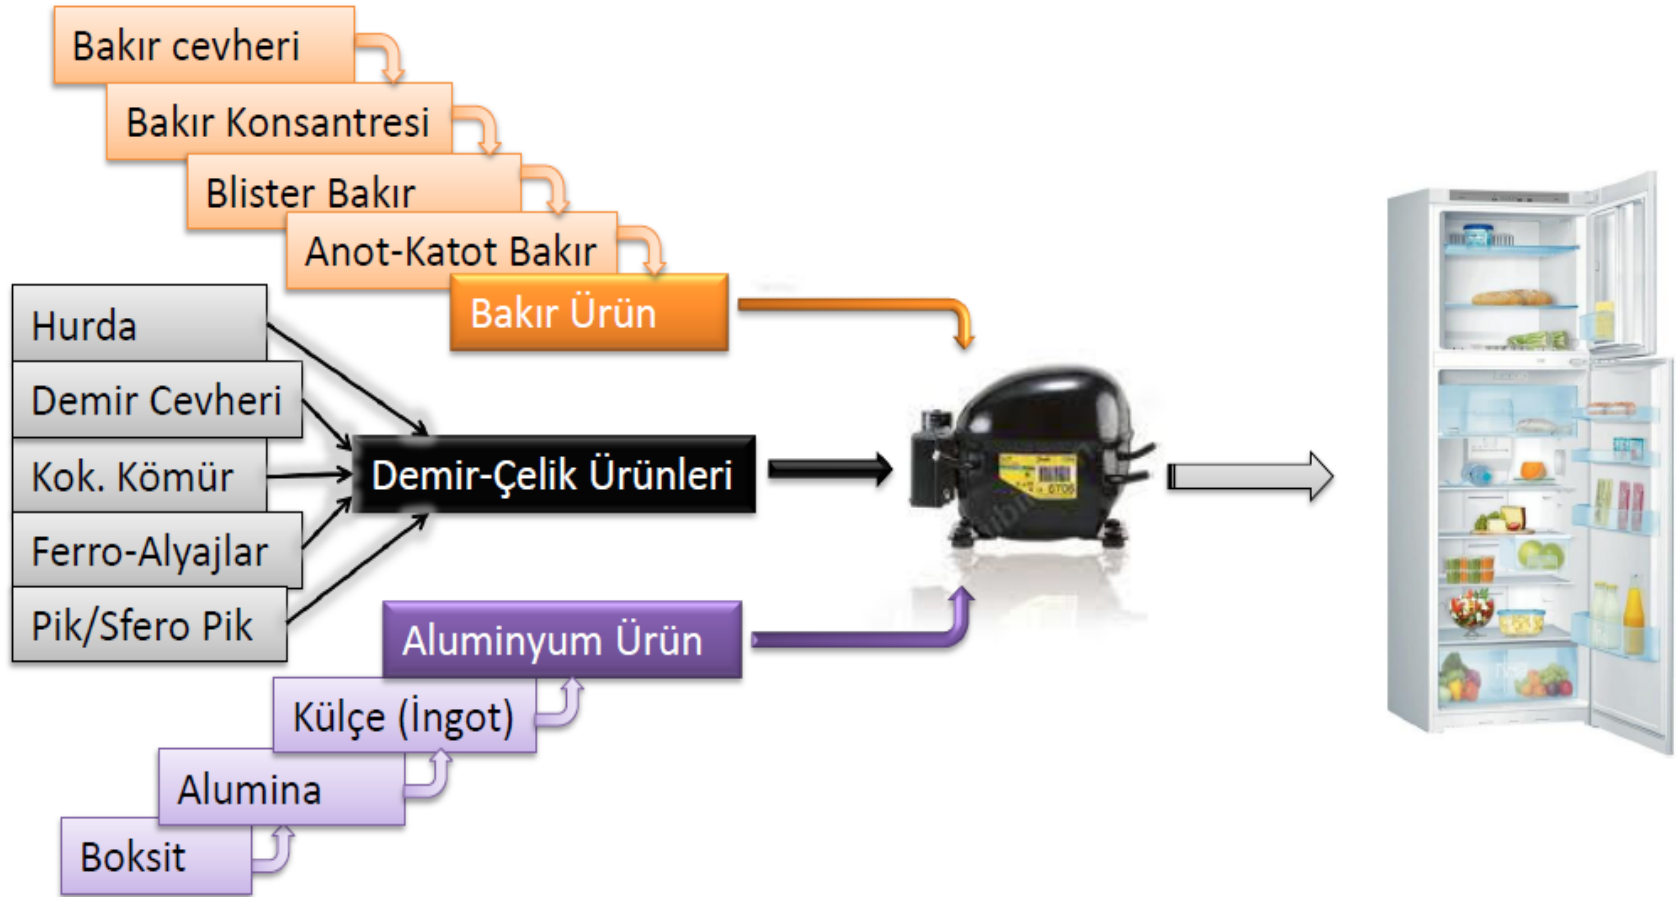 Bakır cevheri
Bakır Konsantresi
Blister Bakır
Anot-Katot Bakır
Bakır Ürün
Hurda
Demir Cevheri
Kok. Kömür
Ferro-Alyajlar
Pik/Sfero Pik
Demir-Çelik Ürünleri
Aluminyum Ürün
Külçe (İngot)
Alumina
Boksit